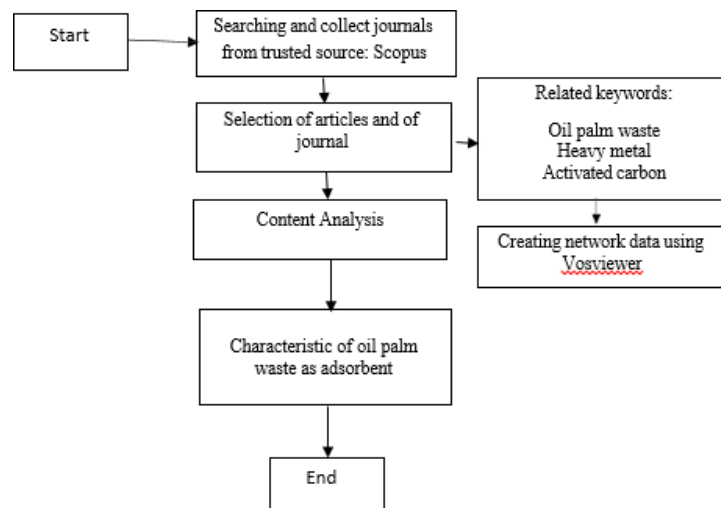 Start
Searching and collect journals
from trusted source: Scopus
Selection of articles and of
journal
Related keywords:
Oil palm waste
Heavy metal
Activated carbon
Content Analysis
Creating network data using
Vosviewer
Characteristic of oil palm
waste as adsorbent
End